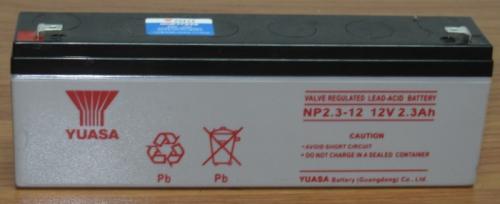 YUASA
VALVE REGULATED LEAD-ACID BATTERY
NP2.3-12 12V 2.3Ah
CAUTION
• AVOID SHORT CIRCUIT
• DO NOT CHARGE IN A SEALED CONTAINER
Pb Pb
YUASA Battery (Guangdong) Co., Ltd.